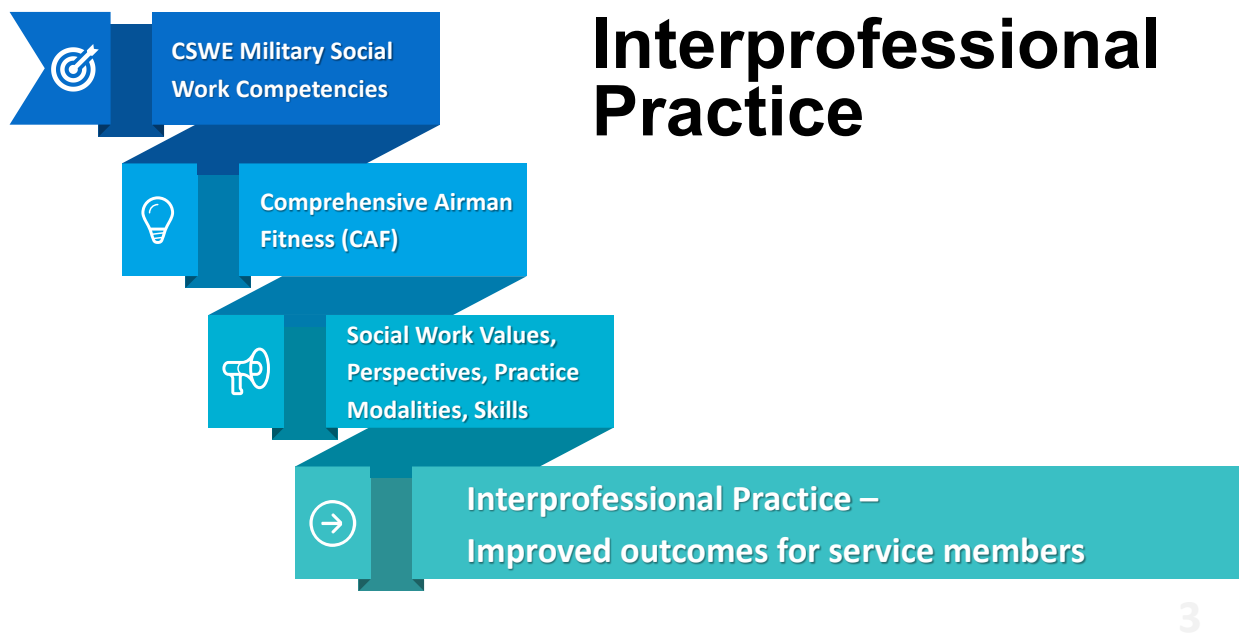 Interprofessional
Practice
CSWE Military Social
Work Competencies
Comprehensive Airman
Fitness (CAF)
Social Work Values,
Perspectives, Practice
Modalities, Skills
Interprofessional Practice –
Improved outcomes for service members
3